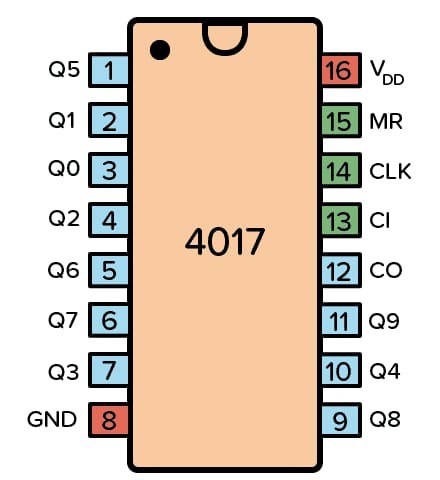 Q5 1 16 VDD
Q1 2 15 MR
Q0 3 14 CLK
Q2 4 13 CI
4017
Q6 5 12 CO
Q7 6 11 Q9
Q3 7 10 Q4
GND 8 9 Q8